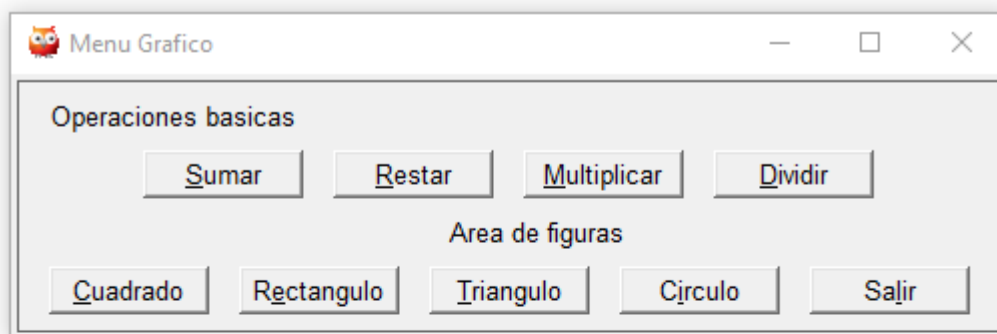 Menu Grafico
Operaciones basicas
Sumar Restar Multiplicar Dividir
Area de figuras
Cuadrado Rectangulo Triangulo Circulo Salir